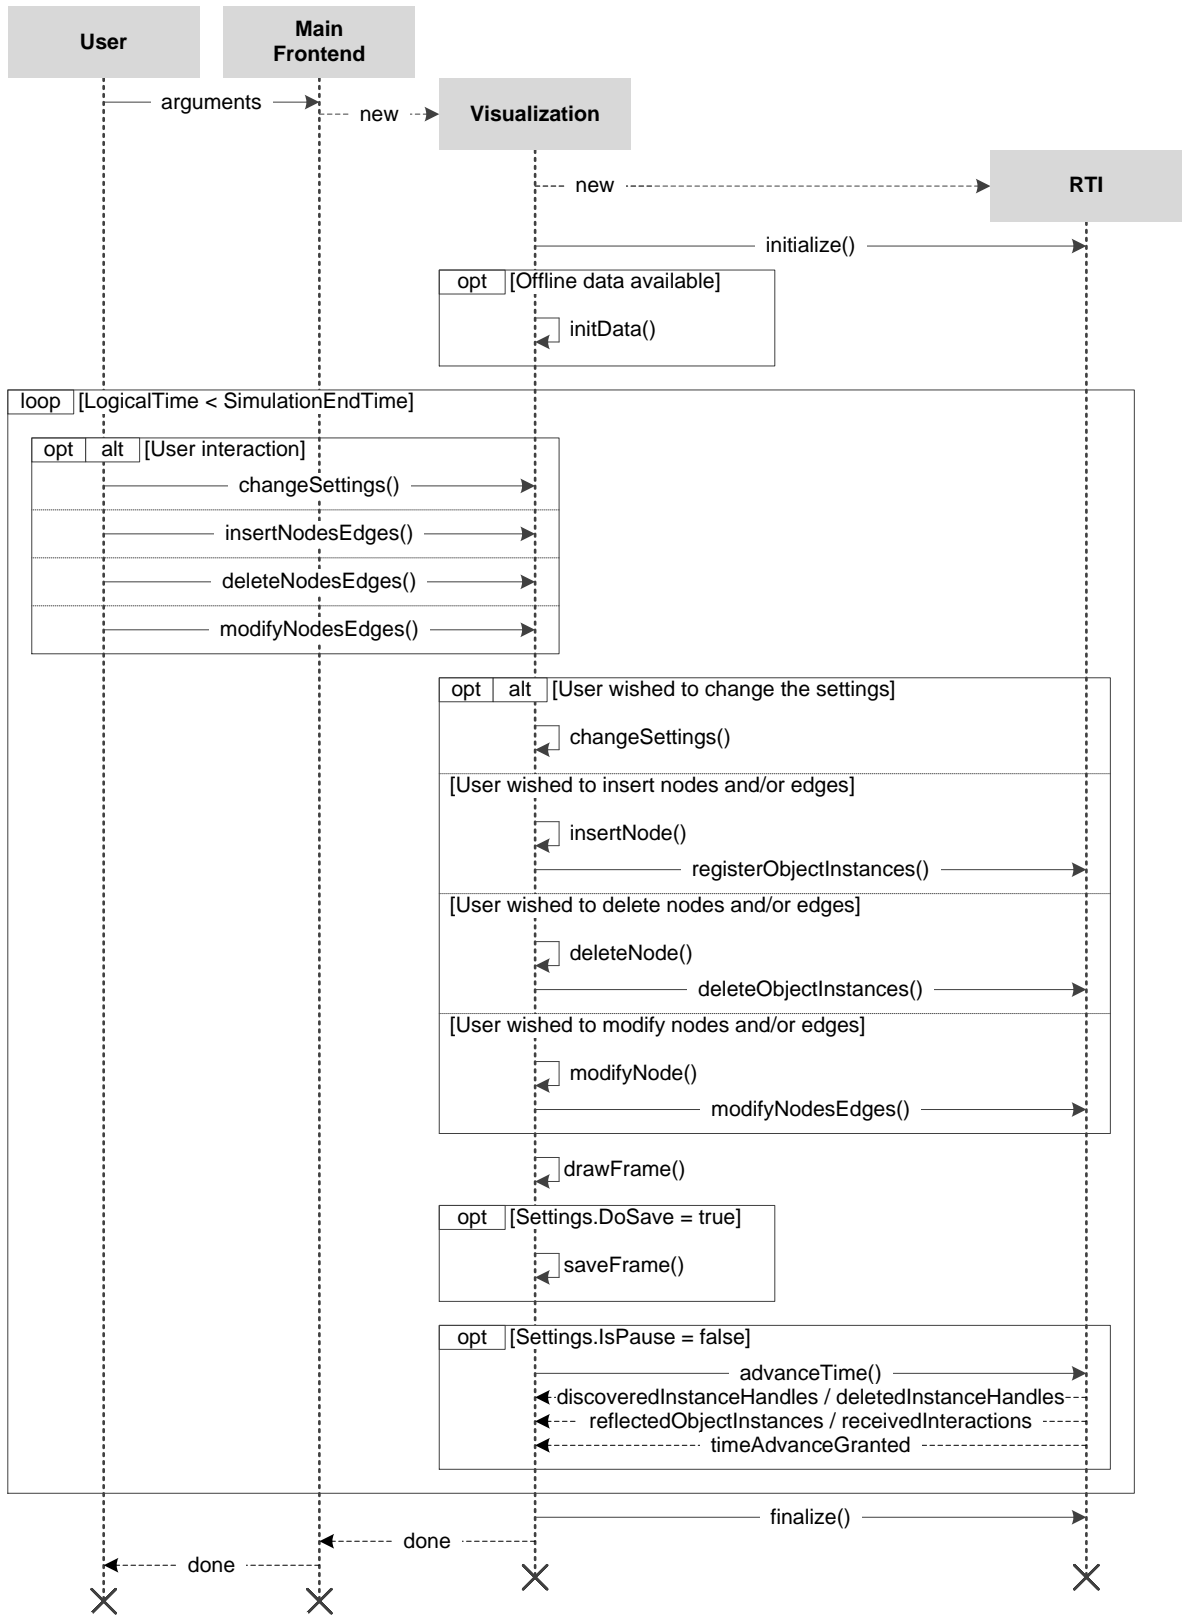 User
Main
Frontend
arguments
new
Visualization
new
RTI
initialize()
opt [Offline data available]
initData()
loop [LogicalTime < SimulationEndTime]
opt alt [User interaction]
changeSettings()
insertNodesEdges()
deleteNodesEdges()
modifyNodesEdges()
opt alt [User wished to change the settings]
changeSettings()
[User wished to insert nodes and/or edges]
insertNode()
registerObjectInstances()
[User wished to delete nodes and/or edges]
deleteNode()
deleteObjectInstances()
[User wished to modify nodes and/or edges]
modifyNode()
modifyNodesEdges()
drawFrame()
opt [Settings.DoSave = true]
saveFrame()
opt [Settings.IsPause = false]
advanceTime()
discoveredInstanceHandles / deletedInstanceHandles
reflectedObjectInstances / receivedInteractions
timeAdvanceGranted
finalize()
done
done